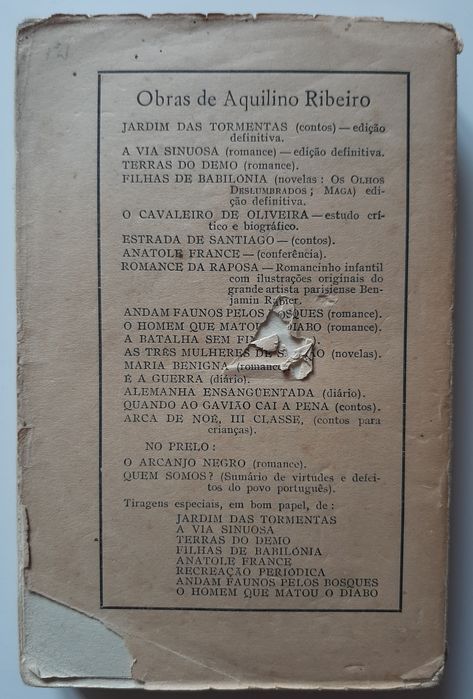 Obras de Aquilino Ribeiro
JARDIM DAS TORMENTAS (contos) — edição
definitiva.
A VIA SINUOSA (romance) — edição definitiva.
TERRAS DO DEMO (romance).
FILHAS DE BABILÓNIA (novelas : OS OLHOS
DESLUMBRADOS ; MAGA) edi-
ção definitiva.
O CAVALEIRO DE OLIVEIRA — estudo crí-
tico e biográfico.
ESTRADA DE SANTIAGO — (contos).
ANATOLE FRANCE — (conferência).
ROMANCE DA RAPOSA — Romancinho infantil
com ilustrações originais do
grande artista parisiense Ben-
jamin Rabier.
ANDAM FAUNOS PELOS BOSQUES (romance).
O HOMEM QUE MATOU O DIABO (romance).
A BATALHA SEM
AS TRÊS MULHERES DE (novelas).
MARIA BENIGNA (romance
É A GUERRA (diário).
ALEMANHA ENSANGÜENTADA (diário).
QUANDO AO GAVIÃO CAI A PENA (contos).
ARCA DE NOÉ, III CLASSE, (contos para
crianças).
NO PRELO :
O ARCANJO NEGRO (romance).
QUEM SOMOS? (Sumário de virtudes e defei-
tos do povo português).
Tiragens especiais, em bom papel, de :
JARDIM DAS TORMENTAS
A VIA SINUOSA
TERRAS DO DEMO
FILHAS DE BABILÓNIA
ANATOLE FRANCE
RECREAÇÃO PERIÓDICA
ANDAM FAUNOS PELOS BOSQUES
O HOMEM QUE MATOU O DIABO